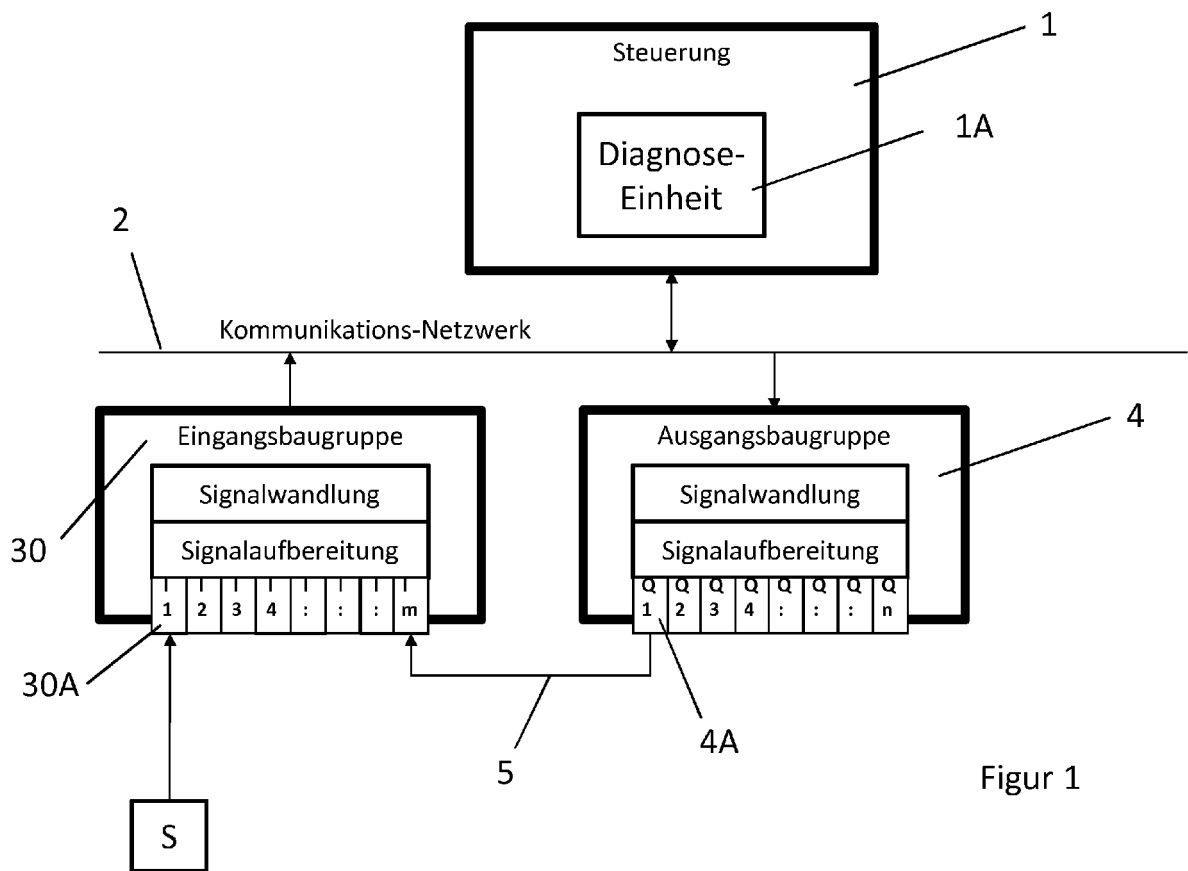 Steuerung
1
Diagnose-
Einheit
1A
2
Kommunikations-Netzwerk
Eingangsbaugruppe
Signalwandlung
Signalaufbereitung
I I I I I I I I
1 2 3 4 : : : m
30
30A
Ausgangsbaugruppe
Signalwandlung
Signalaufbereitung
Q Q Q Q Q Q Q Q
1 2 3 4 : : : n
4
4A
5
S
Figur 1